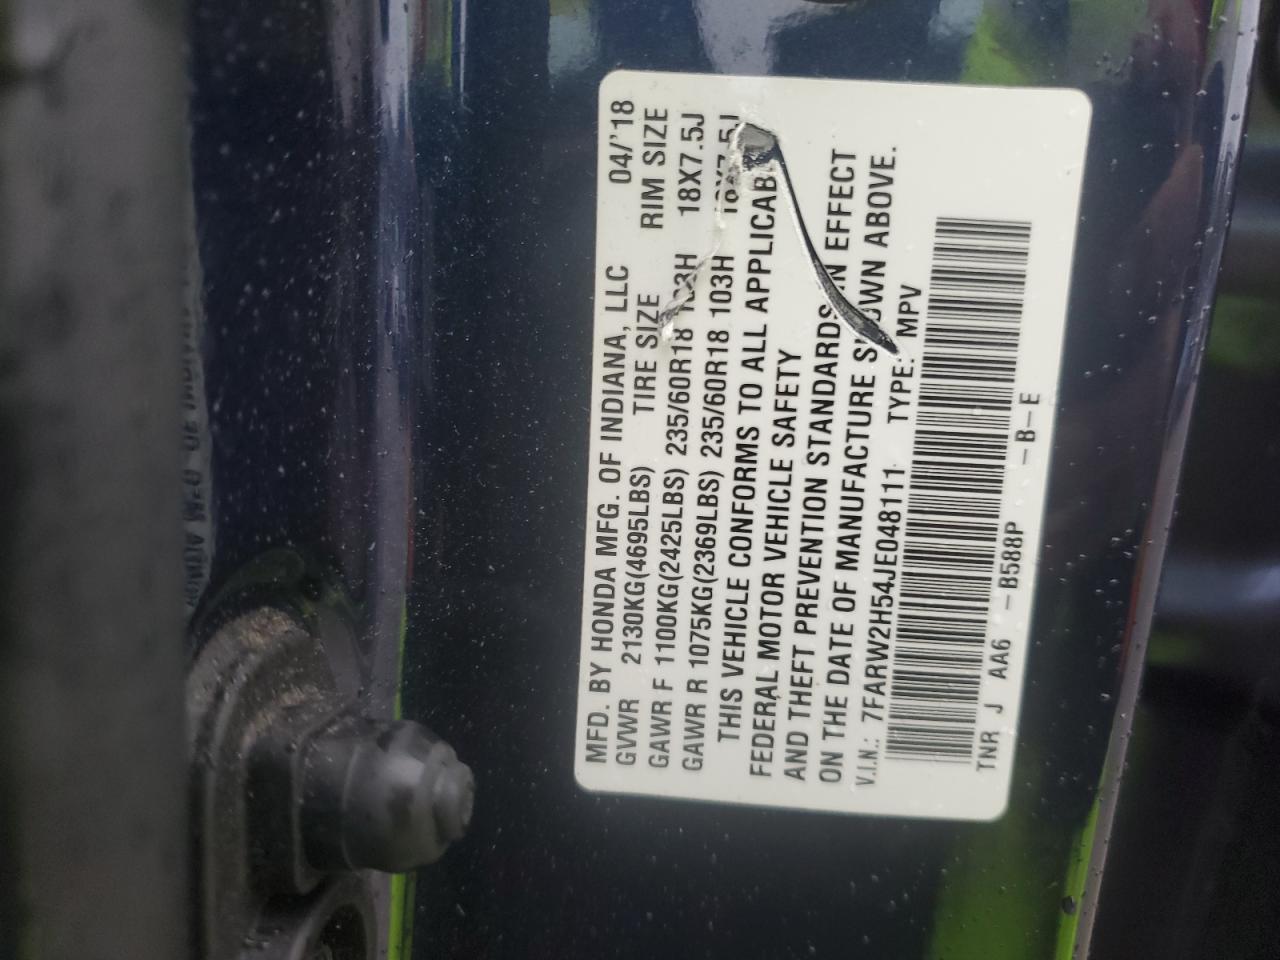 MFD. BY HONDA MFG. OF INDIANA, LLC 04/'18
GVWR 2130KG(4695LBS) TIRE SIZE RIM SIZE
GAWR F 1100KG(2425LBS) 235/60R18 103H 18X7.5J
GAWR R 1075KG(2369LBS) 235/60R18 103H 18X7.5J
THIS VEHICLE CONFORMS TO ALL APPLICAB
FEDERAL MOTOR VEHICLE SAFETY
AND THEFT PREVENTION STANDARDS IN EFFECT
ON THE DATE OF MANUFACTURE SHOWN ABOVE.
V.I.N.: 7FARW2H54JE048111 TYPE: MPV
TNR J AA6 -B588P -B-E